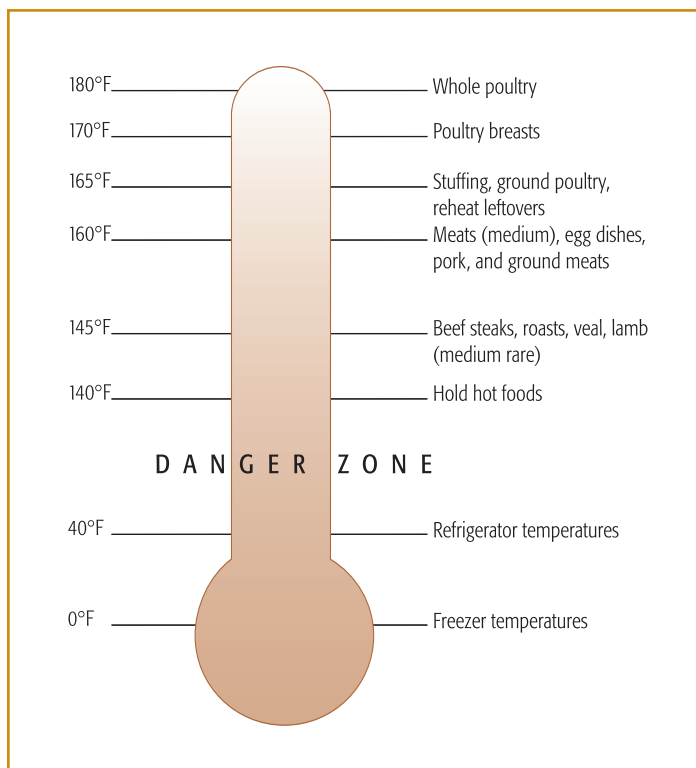 180°F Whole poultry
170°F Poultry breasts
165°F Stuffing, ground poultry,
reheat leftovers
160°F Meats (medium), egg dishes,
pork, and ground meats
145°F Beef steaks, roasts, veal, lamb
(medium rare)
140°F Hold hot foods
DANGER ZONE
40°F Refrigerator temperatures
0°F Freezer temperatures